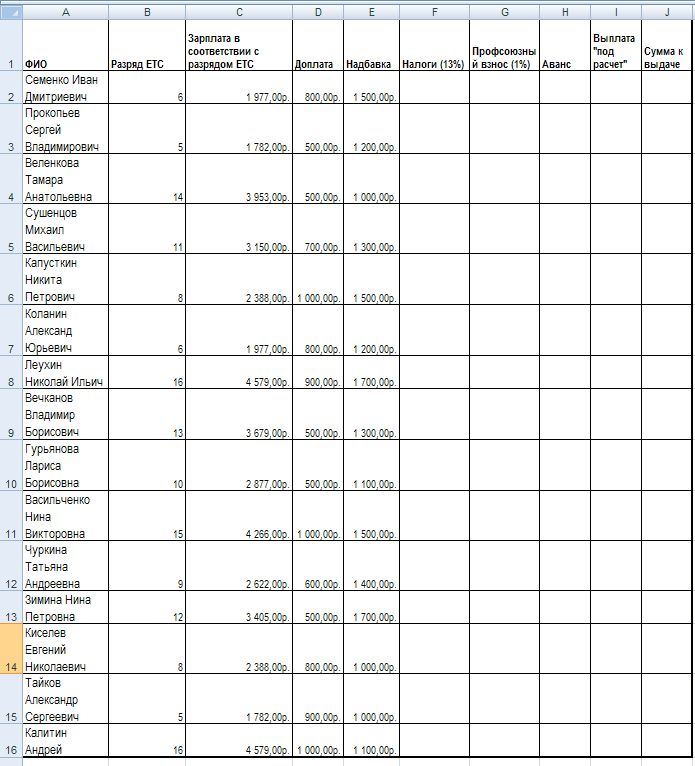 A B C D E F G H I J
1 ФИО Разряд ЕТС Зарплата в соответствии с разрядом ЕТС Доплата Надбавка Налоги (13%) Профсоюзный взнос (1%) Аванс Выплата "под расчет" Сумма к выдаче
2 Семенко Иван Дмитриевич 6 1 977,00р. 800,00р. 1 500,00р.
3 Прокопьев Сергей Владимирович 5 1 782,00р. 500,00р. 1 200,00р.
4 Веленкова Тамара Анатольевна 14 3 953,00р. 500,00р. 1 000,00р.
5 Сушенцов Михаил Васильевич 11 3 150,00р. 700,00р. 1 300,00р.
6 Капусткин Никита Петрович 8 2 388,00р. 1 000,00р. 1 500,00р.
7 Коланин Александ Юрьевич 6 1 977,00р. 800,00р. 1 200,00р.
8 Леухин Николай Ильич 16 4 579,00р. 900,00р. 1 700,00р.
9 Вечканов Владимир Борисович 13 3 679,00р. 500,00р. 1 300,00р.
10 Гурьянова Лариса Борисовна 10 2 877,00р. 500,00р. 1 100,00р.
11 Васильченко Нина Викторовна 15 4 266,00р. 1 000,00р. 1 500,00р.
12 Чуркина Татьяна Андреевна 9 2 622,00р. 600,00р. 1 400,00р.
13 Зимина Нина Петровна 12 3 405,00р. 500,00р. 1 700,00р.
14 Киселев Евгений Николаевич 8 2 388,00р. 800,00р. 1 000,00р.
15 Тайков Александр Сергеевич 5 1 782,00р. 900,00р. 1 000,00р.
16 Калитин Андрей 16 4 579,00р. 1 000,00р. 1 100,00р.